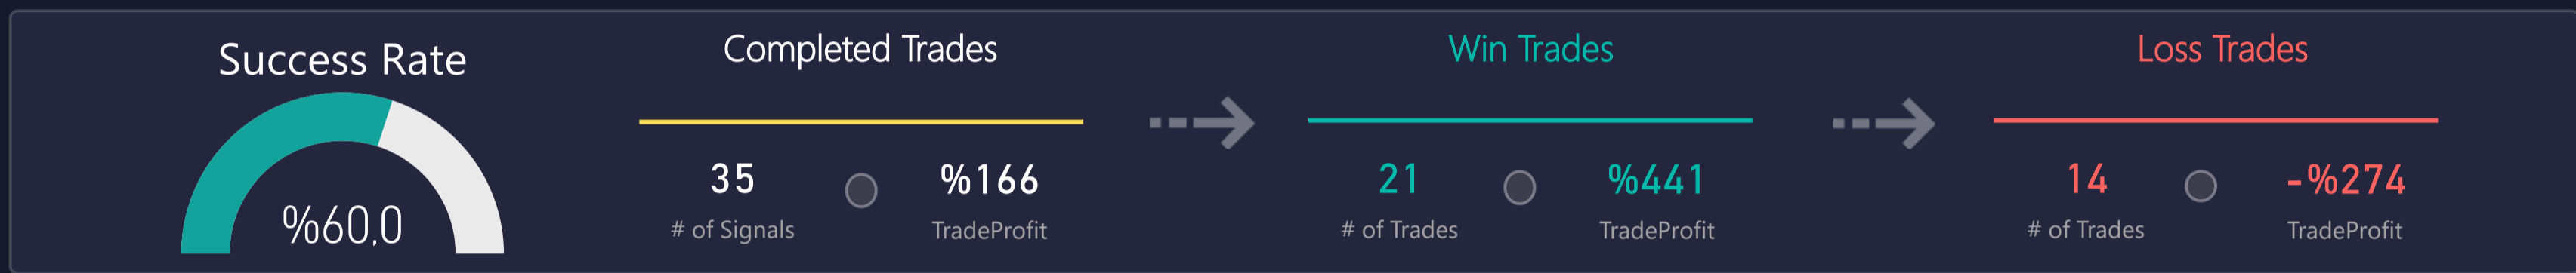 Success Rate
%60,0
Completed Trades
35 %166
# of Signals TradeProfit
Win Trades
21 %441
# of Trades TradeProfit
Loss Trades
14 -%274
# of Trades TradeProfit